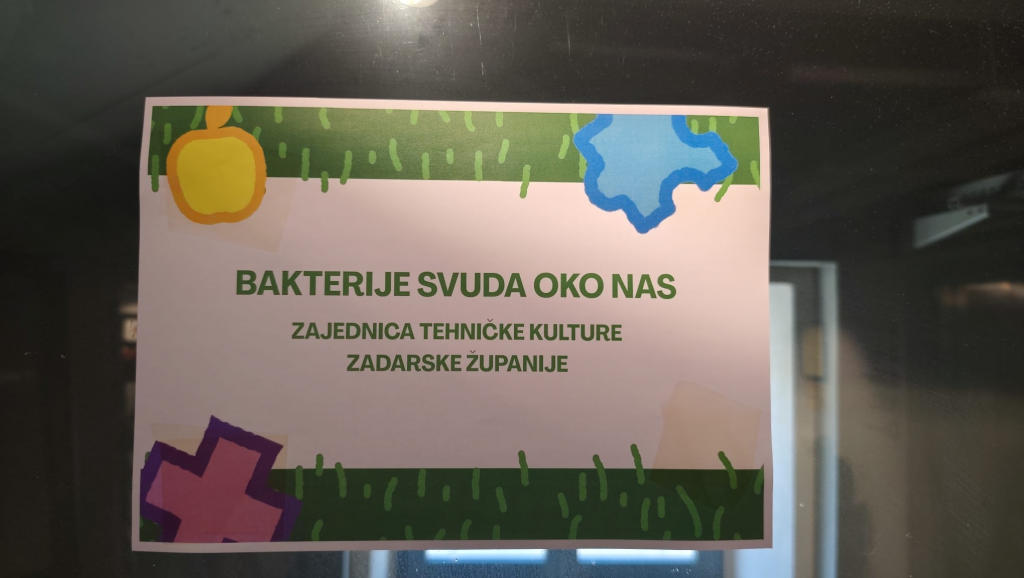 BAKTERIJE SVUDA OKO NAS
ZAJEDNICA TEHNIČKE KULTURE
ZADARSKE ŽUPANIJE